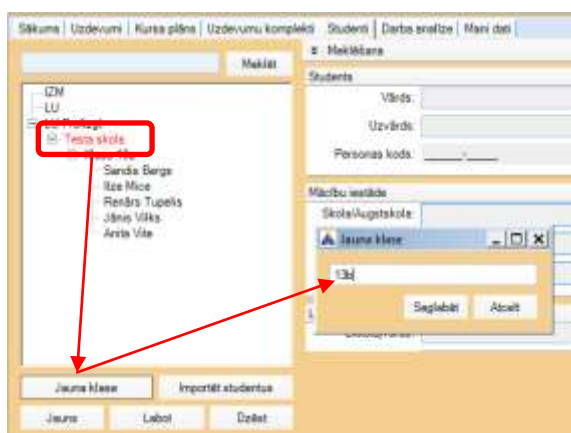 Sākums Uzdevumi Kursa plāns Uzdevumu komplekti Studenti Darba analīze Mani dati
Meklēt
Meklēšana
Students
Vārds:
Uzvārds:
Personas kods:
Mācību iestāde
Skola/Augstskola:
IZM
LU
Testa skola
Sandis Bergs
Ilze Mice
Renārs Tupelis
Jānis Vilks
Anita Vite
Jauna klase
13b
Saglabāt Atcelt
Jauna klase Importēt studentus
Jauns Labot Dzēst